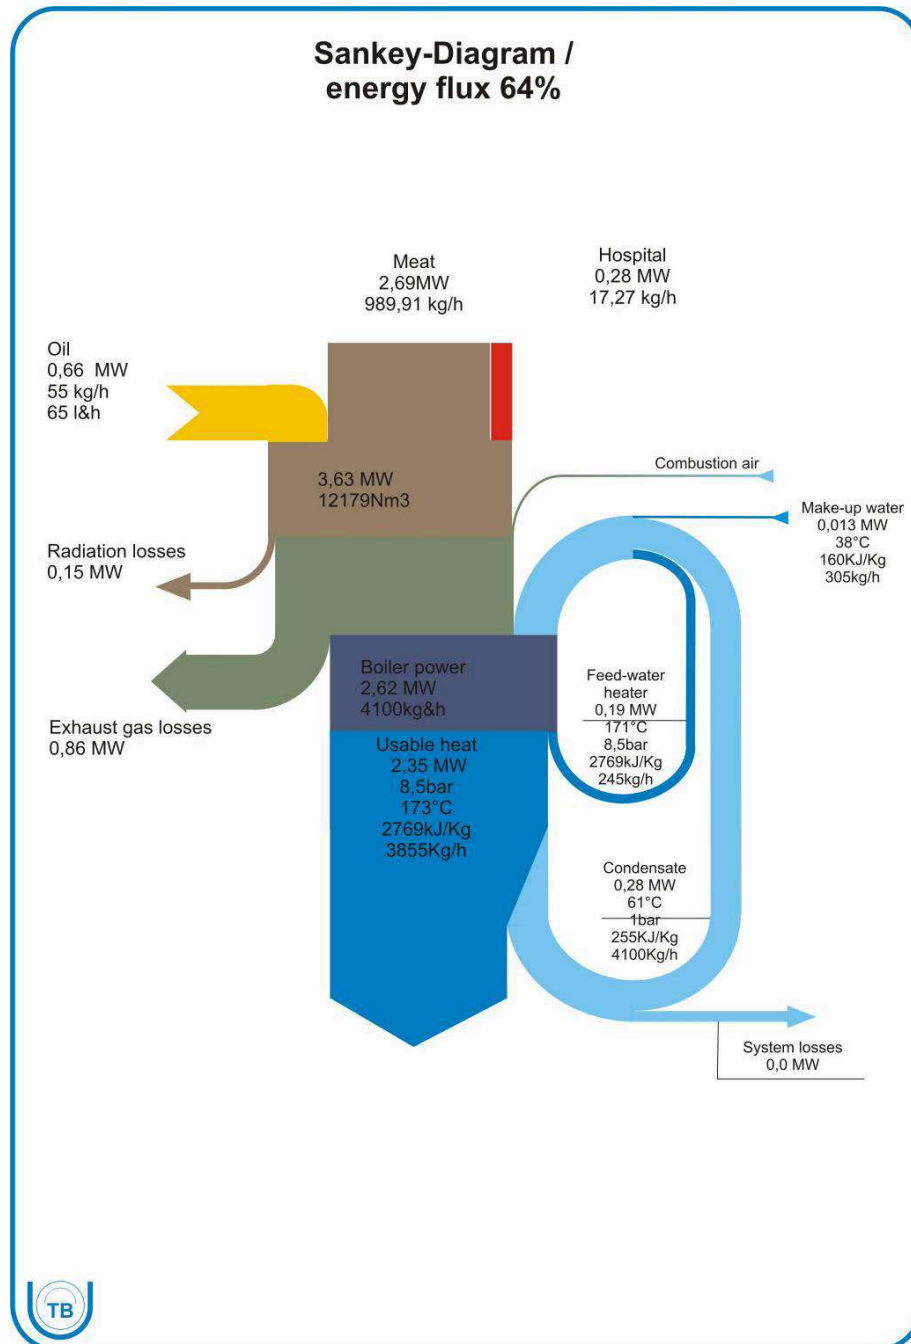 Sankey-Diagram /
energy flux 64%
Meat
2,69MW
989,91 kg/h
Hospital
0,28 MW
17,27 kg/h
Oil
0,66 MW
55 kg/h
65 l&h
3,63 MW
12179Nm3
Combustion air
Make-up water
0,013 MW
38°C
160KJ/Kg
305kg/h
Radiation losses
0,15 MW
Exhaust gas losses
0,86 MW
Boiler power
2,62 MW
4100kg&h
Usable heat
2,35 MW
8,5bar
173°C
2769kJ/Kg
3855Kg/h
Feed-water
heater
0,19 MW
171°C
8,5bar
2769kJ/Kg
245kg/h
Condensate
0,28 MW
61°C
1bar
255KJ/Kg
4100Kg/h
System losses
0,0 MW
TB